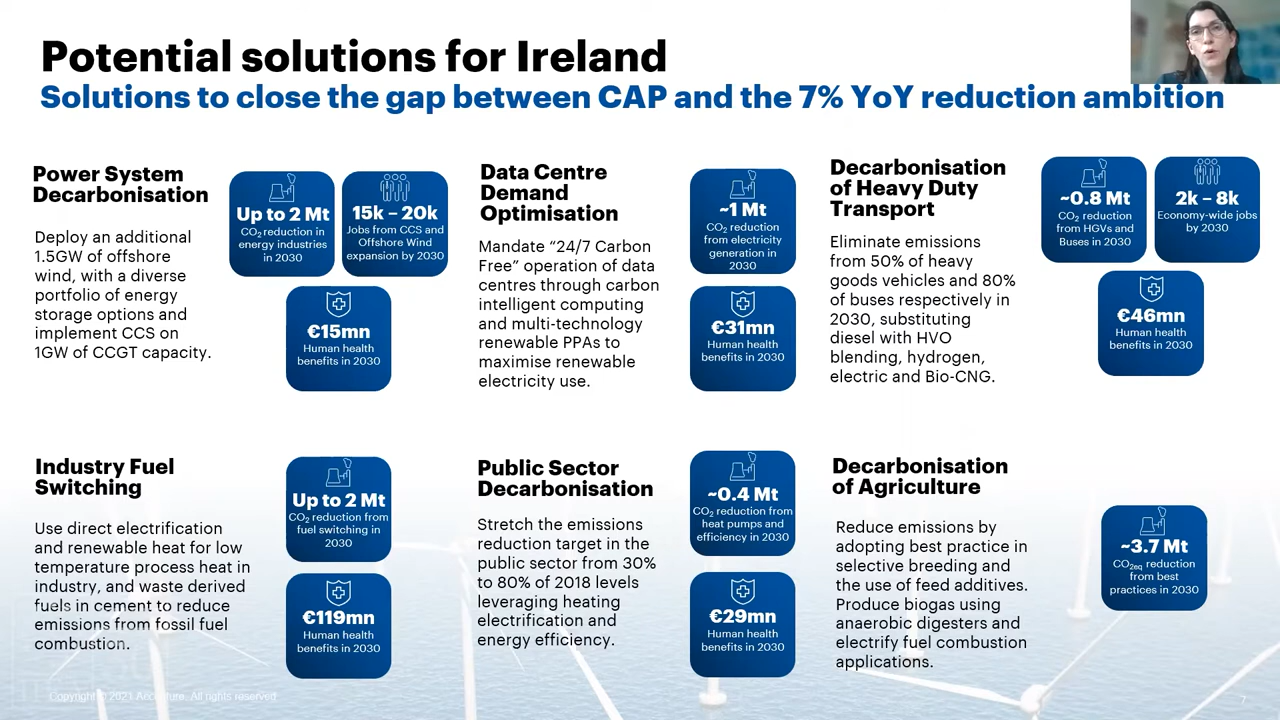 Potential solutions for Ireland
Solutions to close the gap between CAP and the 7% YoY reduction ambition
Power System
Decarbonisation
Deploy an additional
1.5GW of offshore
wind, with a diverse
portfolio of energy
storage options and
implement CCS on
1GW of CCGT capacity.
Up to 2 Mt
CO2 reduction in
energy industries
in 2030
15k – 20k
Jobs from CCS and
Offshore Wind
expansion by 2030
€15mn
Human health
benefits in 2030
Data Centre
Demand
Optimisation
Mandate “24/7 Carbon
Free” operation of data
centres through carbon
intelligent computing
and multi-technology
renewable PPAs to
maximise renewable
electricity use.
~1 Mt
CO2 reduction
from electricity
generation in
2030
€31mn
Human health
benefits in 2030
Decarbonisation
of Heavy Duty
Transport
Eliminate emissions
from 50% of heavy
goods vehicles and 80%
of buses respectively in
2030, substituting
diesel with HVO
blending, hydrogen,
electric and Bio-CNG.
~0.8 Mt
CO2 reduction
from HGVs and
Buses in 2030
2k – 8k
Economy-wide jobs
by 2030
€46mn
Human health
benefits in 2030
Industry Fuel
Switching
Use direct electrification
and renewable heat for low
temperature process heat in
industry, and waste derived
fuels in cement to reduce
emissions from fossil fuel
combustion.
Up to 2 Mt
CO2 reduction from
fuel switching in
2030
€119mn
Human health
benefits in 2030
Public Sector
Decarbonisation
Stretch the emissions
reduction target in the
public sector from 30%
to 80% of 2018 levels
leveraging heating
electrification and
energy efficiency.
~0.4 Mt
CO2 reduction from
heat pumps and
efficiency in 2030
€29mn
Human health
benefits in 2030
Decarbonisation
of Agriculture
Reduce emissions by
adopting best practice in
selective breeding and
the use of feed additives.
Produce biogas using
anaerobic digesters and
electrify fuel combustion
applications.
~3.7 Mt
CO2eq reduction
from best
practices in 2030
Copyright © 2021 Accenture. All rights reserved
7